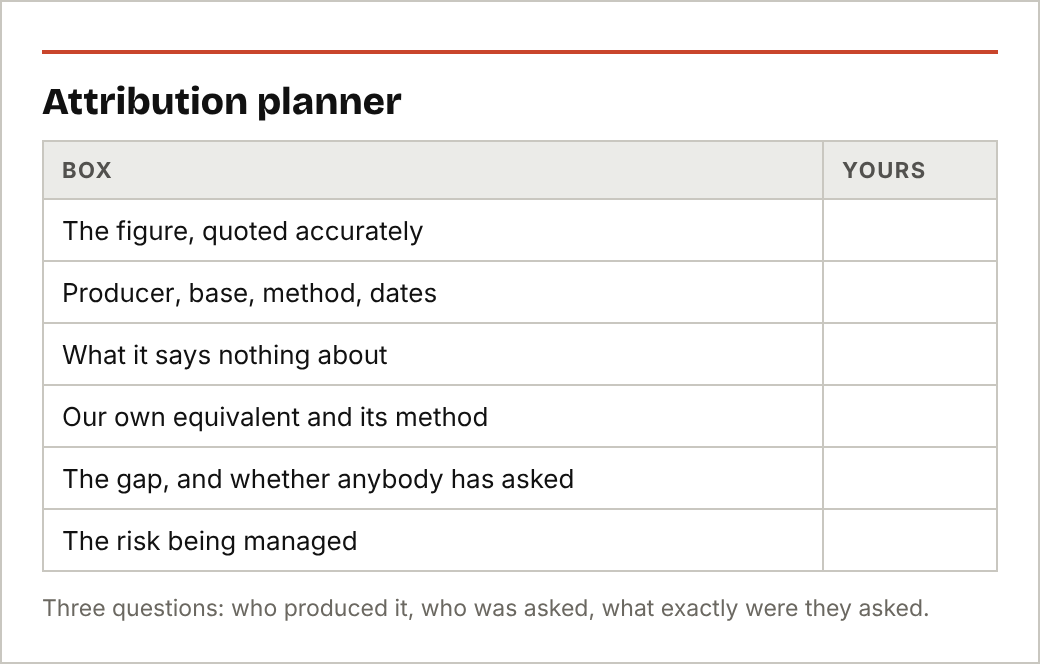 Attribution planner
BOX
YOURS
The figure, quoted accurately
Producer, base, method, dates
What it says nothing about
Our own equivalent and its method
The gap, and whether anybody has asked
The risk being managed
Three questions: who produced it, who was asked, what exactly were they asked.